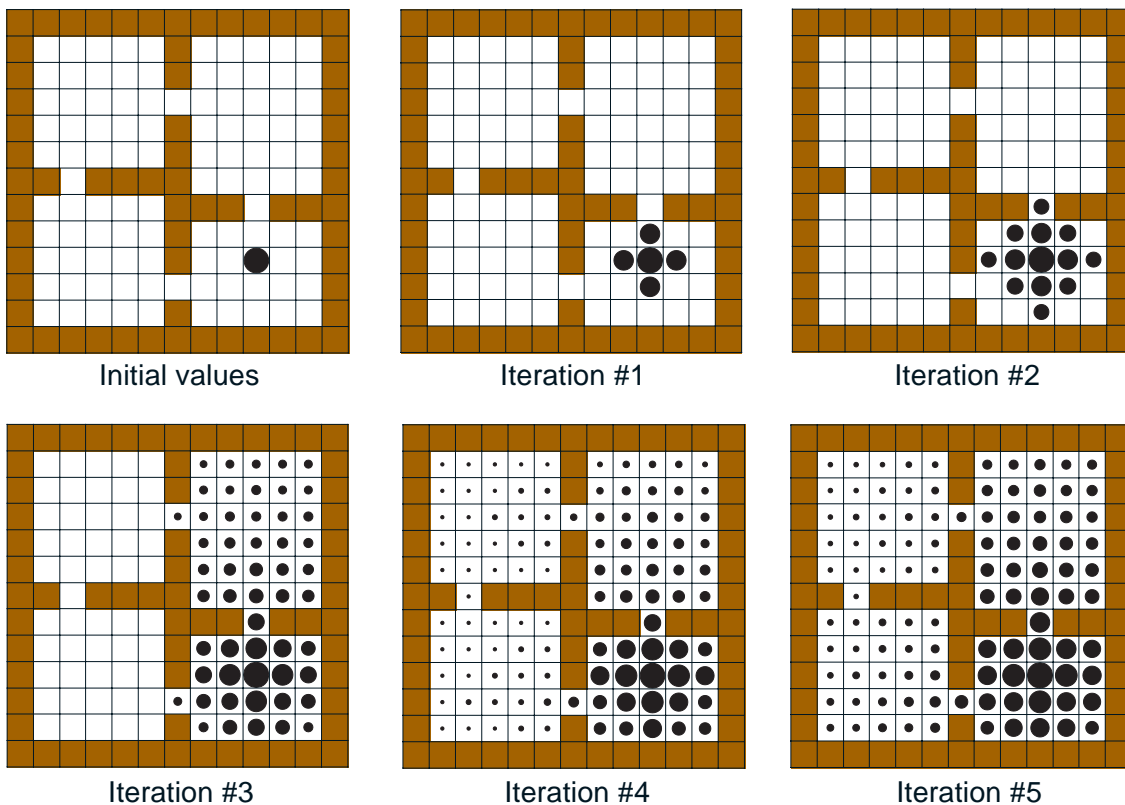 Initial values
Iteration #1
Iteration #2
Iteration #3
Iteration #4
Iteration #5